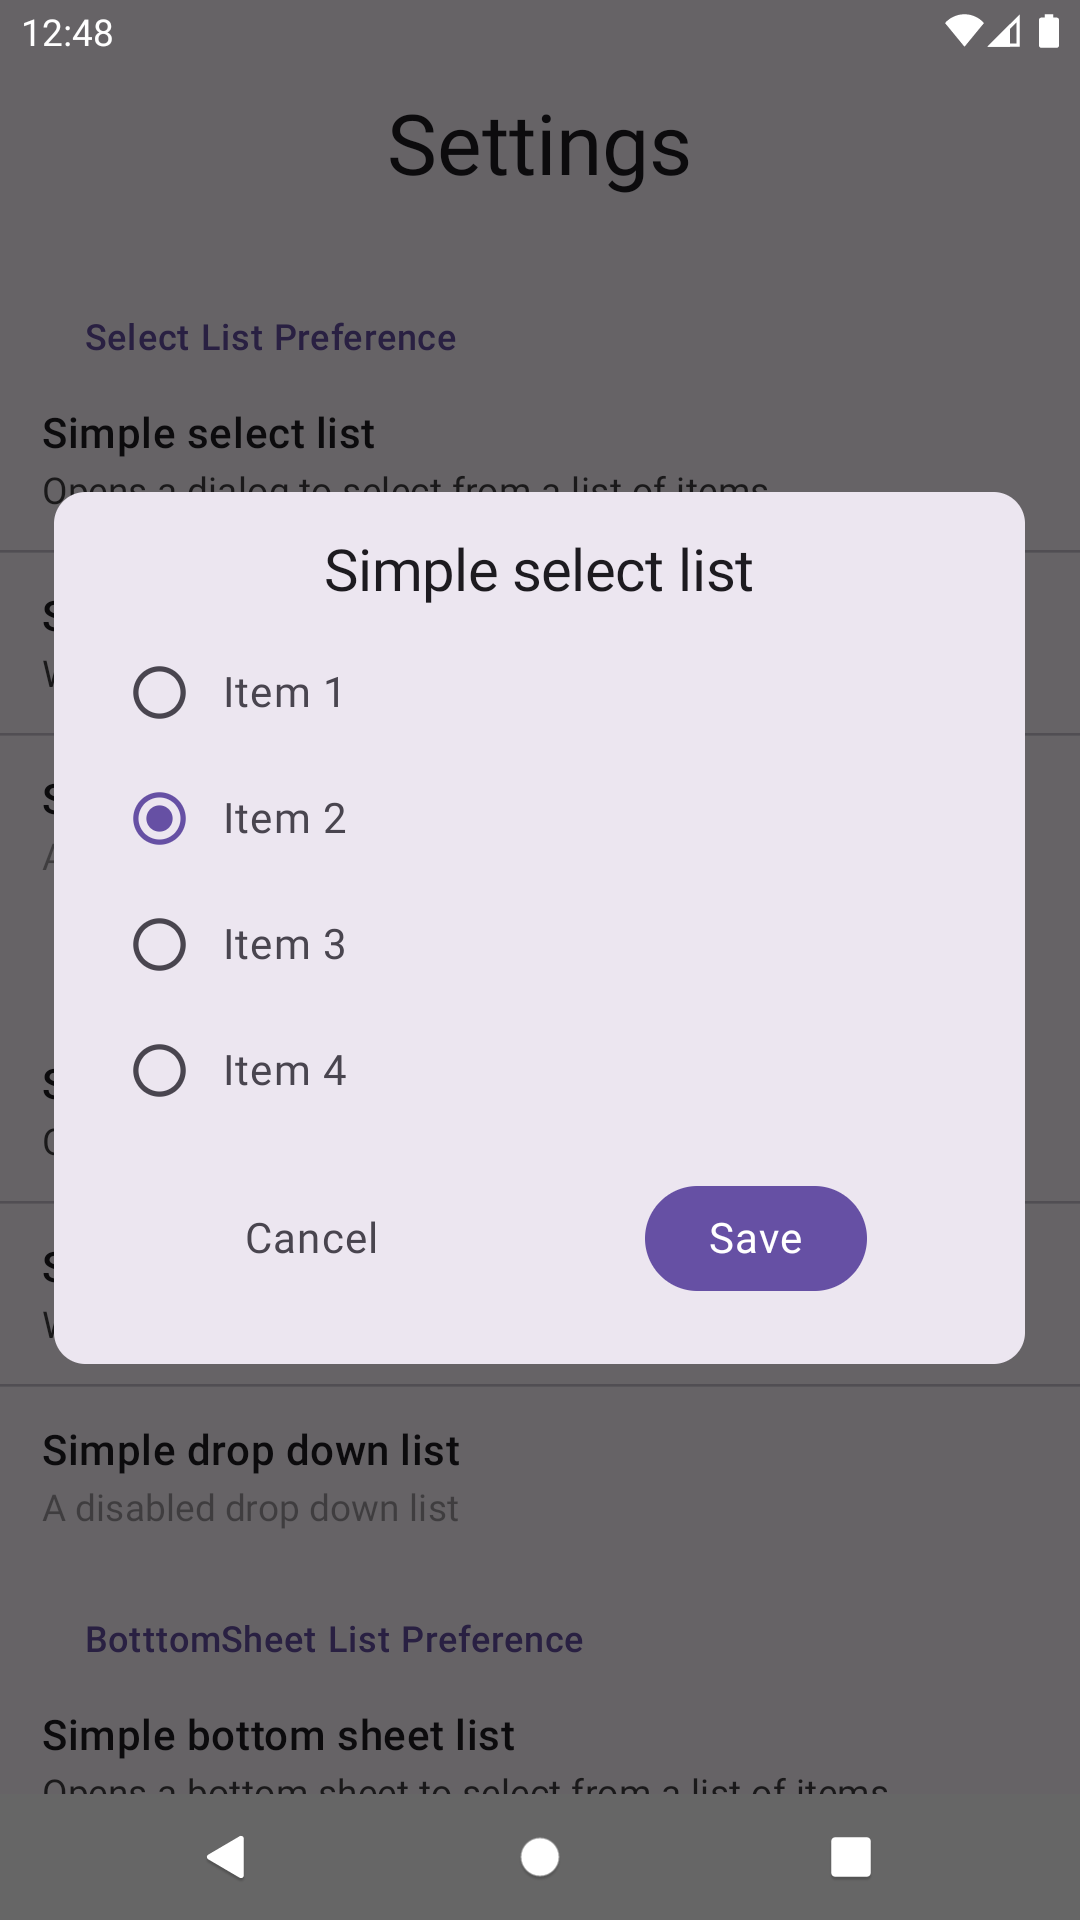 12:48
Settings
Select List Preference
Simple select list
Opens a dialog to select from a list of items
Simple select list
Item 1
Item 2
Item 3
Item 4
Cancel
Save
Simple drop down list
A disabled drop down list
BotttomSheet List Preference
Simple bottom sheet list
Opens a bottom sheet to select from a list of items